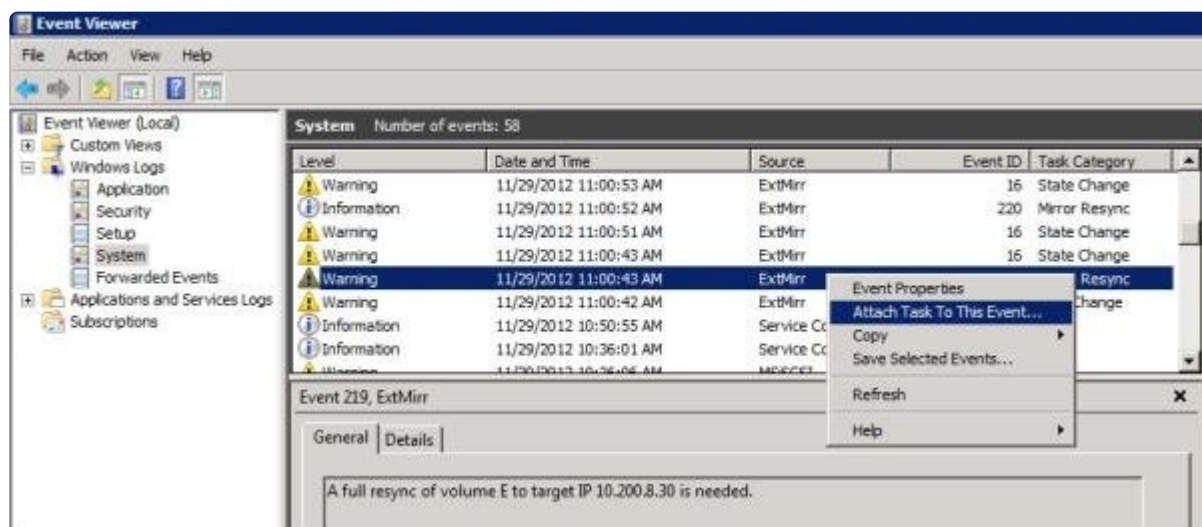 Event Viewer
File Action View Help
Event Viewer (Local)
Custom Views
Windows Logs
Application
Security
Setup
System
Forwarded Events
Applications and Services Logs
Subscriptions
System Number of events: 58
Level Date and Time Source Event ID Task Category
Warning 11/29/2012 11:00:53 AM ExtMirr 16 State Change
Information 11/29/2012 11:00:52 AM ExtMirr 220 Mirror Resync
Warning 11/29/2012 11:00:51 AM ExtMirr 16 State Change
Warning 11/29/2012 11:00:43 AM ExtMirr 16 State Change
Warning 11/29/2012 11:00:43 AM ExtMirr Resync
Warning 11/29/2012 11:00:42 AM ExtMirr Change
Information 11/29/2012 10:50:55 AM Service Co
Information 11/29/2012 10:36:01 AM Service Co
Event Properties
Attach Task To This Event...
Copy
Save Selected Events...
Refresh
Help
Event 219, ExtMirr
General Details
A full resync of volume E to target IP 10.200.8.30 is needed.